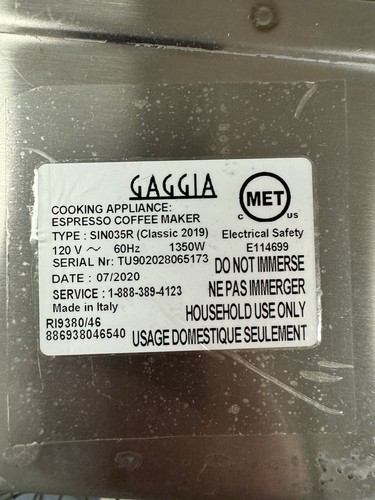 GAGGIA
MET
C US
COOKING APPLIANCE:
ESPRESSO COFFEE MAKER
TYPE : SIN035R (Classic 2019)
120 V ~ 60Hz 1350W
Electrical Safety
E114699
SERIAL Nr: TU902028065173
DO NOT IMMERSE
DATE : 07/2020
NE PAS IMMERGER
SERVICE : 1-888-389-4123
Made in Italy
HOUSEHOLD USE ONLY
RI9380/46
886938046540
USAGE DOMESTIQUE SEULEMENT